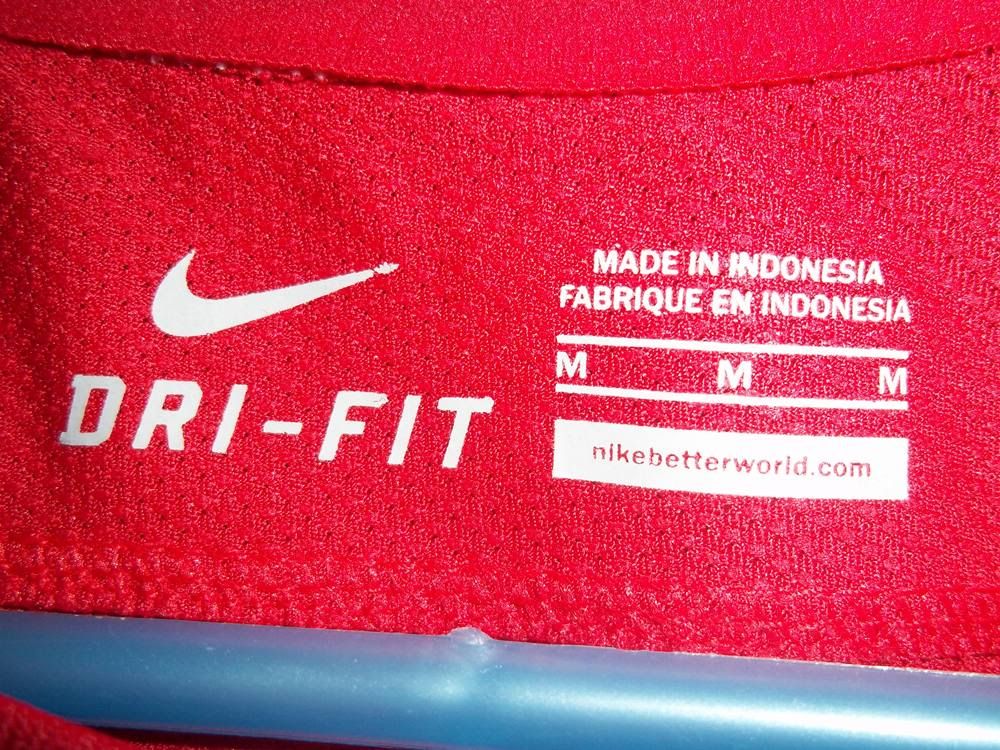 DRI-FIT
MADE IN INDONESIA
FABRIQUE EN INDONESIA
M M M
nikebetterworld.com